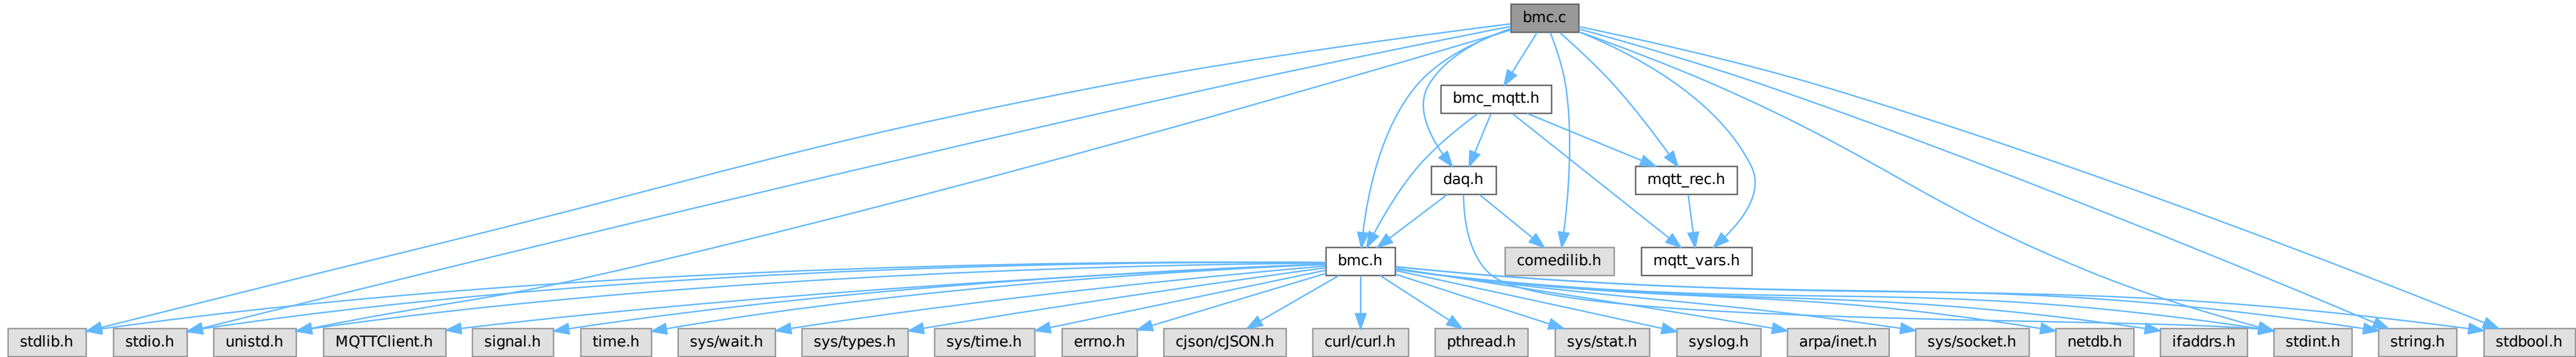 bmc.c
bmc_mqtt.h
daq.h
mqtt_rec.h
bmc.h
comedilib.h
mqtt_vars.h
stdlib.h
stdio.h
unistd.h
MQTTClient.h
signal.h
time.h
sys/wait.h
sys/types.h
sys/time.h
errno.h
cjson/cJSON.h
curl/curl.h
pthread.h
sys/stat.h
syslog.h
arpa/inet.h
sys/socket.h
netdb.h
ifaddrs.h
stdint.h
string.h
stdbool.h